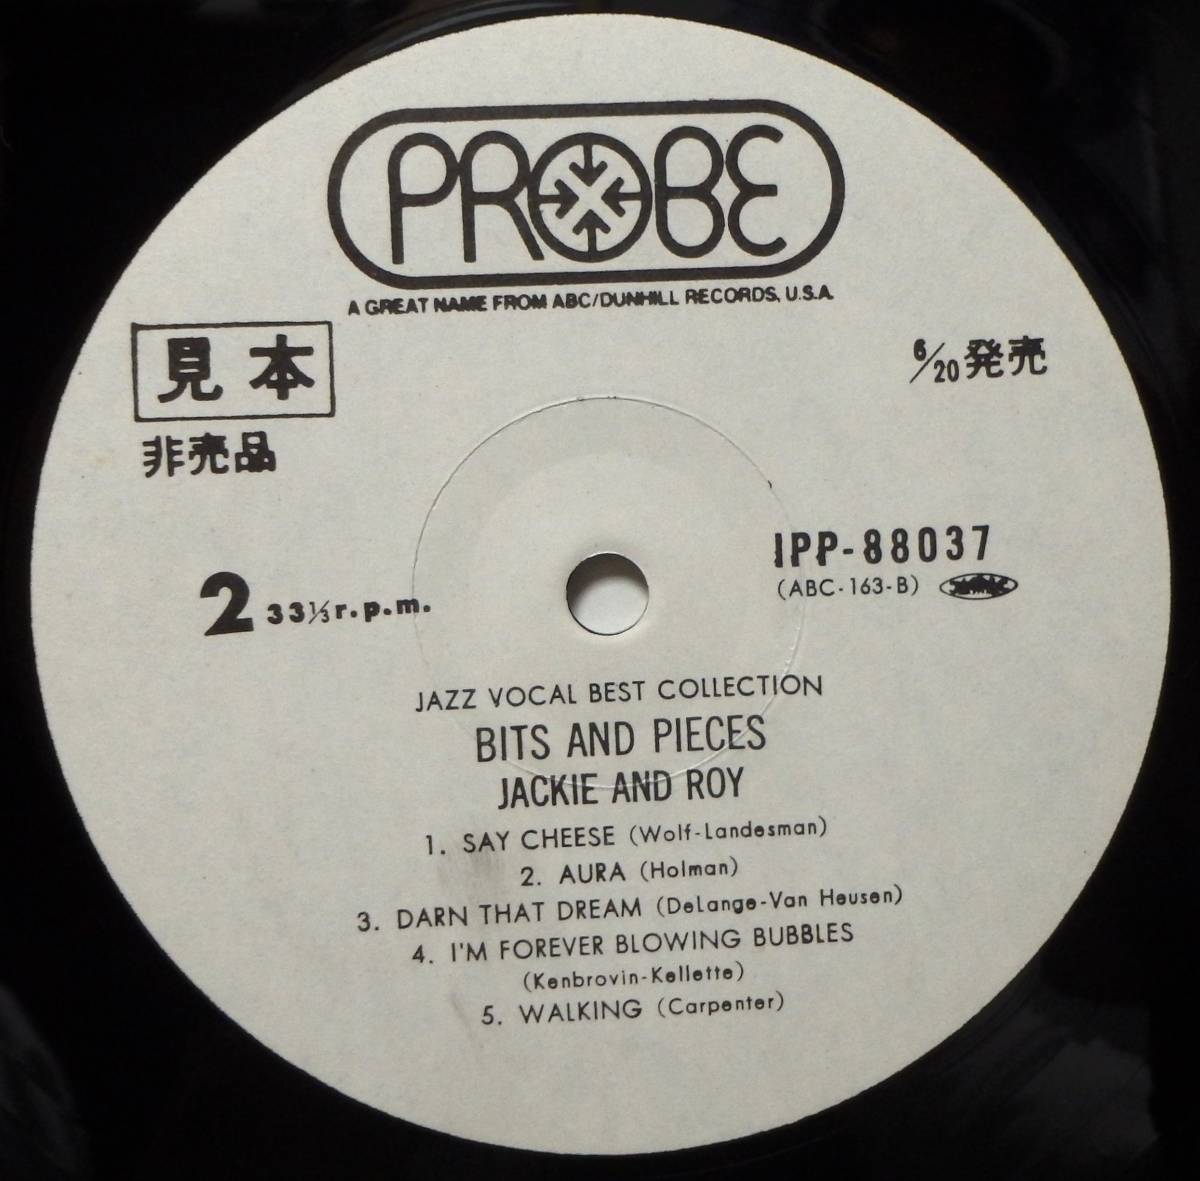 PROBE
A GREAT NAME FROM ABC/DUNHILL RECORDS, U.S.A.
見本
非売品
6/20発売
2 33⅓r.p.m.
IPP-88037
(ABC-163-B)
JAZZ VOCAL BEST COLLECTION
BITS AND PIECES
JACKIE AND ROY
1. SAY CHEESE (Wolf-Landesman)
2. AURA (Holman)
3. DARN THAT DREAM (DeLange-Van Heusen)
4. I'M FOREVER BLOWING BUBBLES
(Kenbrovin-Kellette)
5. WALKING (Carpenter)